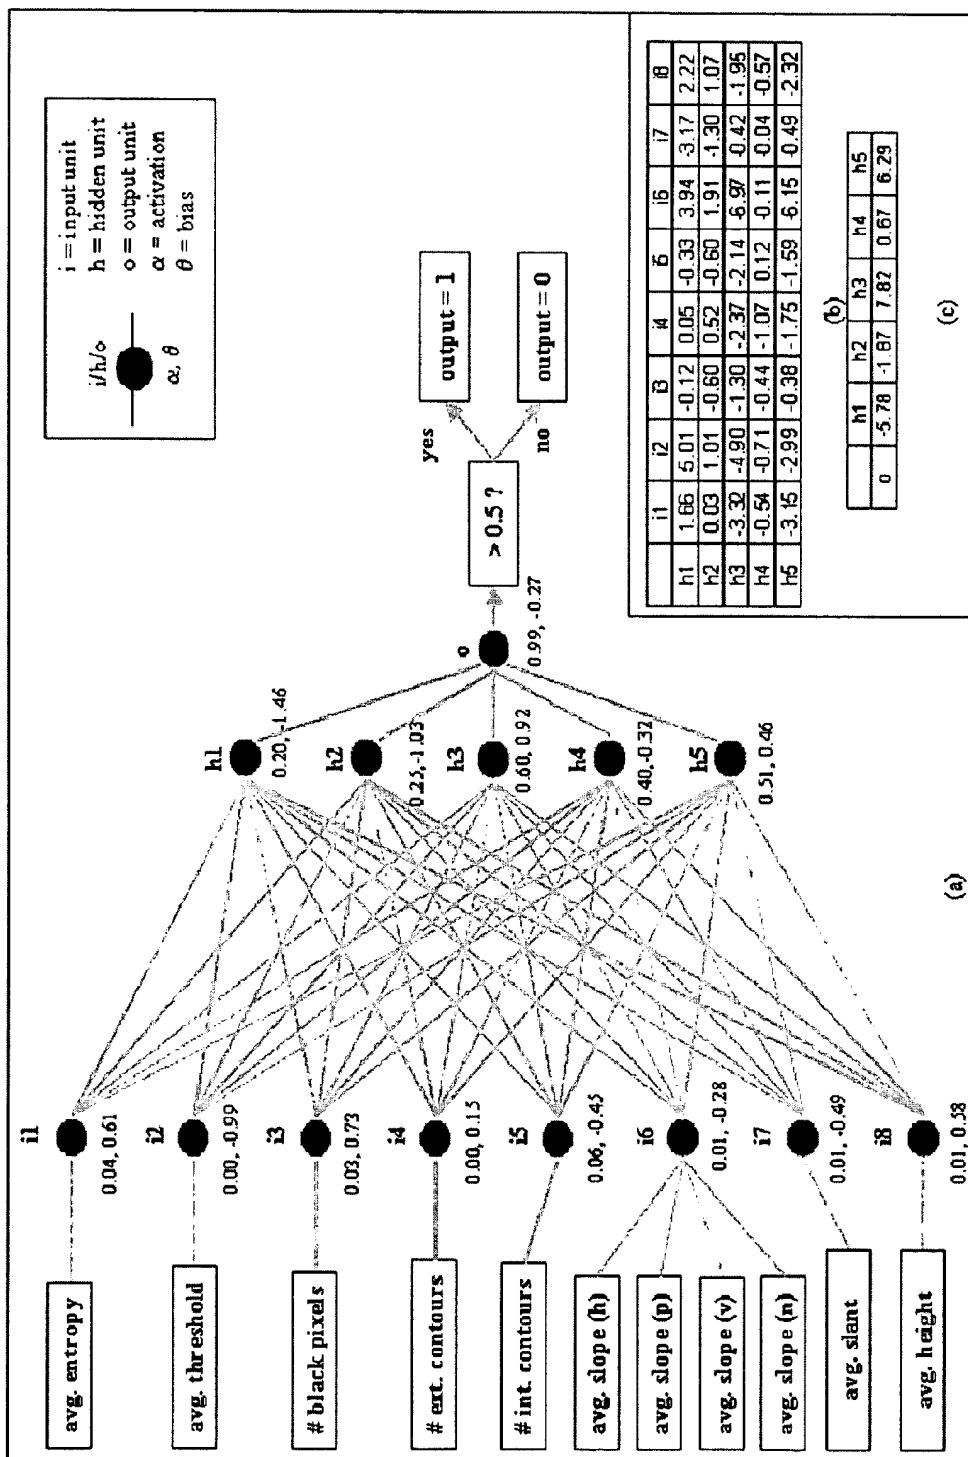 i/h/o
α, θ
i = input unit
h = hidden unit
o = output unit
α = activation
θ = bias
avg. entropy
avg. threshold
# black pixels
# ext. contours
# int. contours
avg. slope (h)
avg. slope (p)
avg. slope (v)
avg. slope (n)
avg. slant
avg. height
i1
0.04, 0.61
i2
0.00, -0.99
i3
0.03, 0.73
i4
0.00, 0.15
i5
0.06, -0.45
i6
0.01, -0.28
i7
0.01, -0.49
i8
0.01, 0.58
h1
0.20, -1.46
h2
0.25,-1.03
h3
0.60, 0.92
h4
0.40,-0.32
h5
0.51, 0.46
o
0.99, -0.27
> 0.5 ?
yes
no
output = 1
output = 0
(a)
i1 i2 i3 i4 i5 i6 i7 i8
h1 1.66 5.01 -0.12 0.05 -0.33 3.94 -3.17 2.22
h2 0.03 1.01 -0.60 0.52 -0.60 1.91 -1.30 1.07
h3 -3.32 -4.90 -1.30 -2.37 -2.14 -6.97 -0.42 -1.95
h4 -0.54 -0.71 -0.44 -1.07 0.12 -0.11 -0.04 -0.57
h5 -3.15 -2.99 -0.38 -1.75 -1.59 -6.15 -0.49 -2.32
(b)
h1 h2 h3 h4 h5
0 -5.78 -1.87 7.82 0.67 6.29
(c)